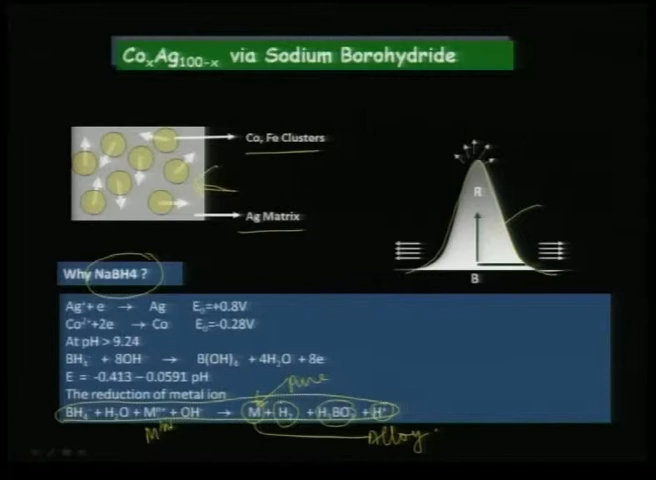 CoxAg100-x via Sodium Borohydride
Co, Fe Clusters
Ag Matrix
R
B
Why NaBH4 ?
Ag⁺+e → Ag E₀=+0.8V
Co²⁺+2e → Co E₀=-0.28V
At pH > 9.24
BH₄⁻ + 8OH⁻ → B(OH)₄ + 4H₂O + 8e
E = -0.413 – 0.0591 pH
The reduction of metal ion
Pure
BH₄⁻ + H₂O + Mⁿ⁺ + OH⁻ → M + H₂ + H₃BO₃ + H⁺
Mⁿ⁺
Alloy.